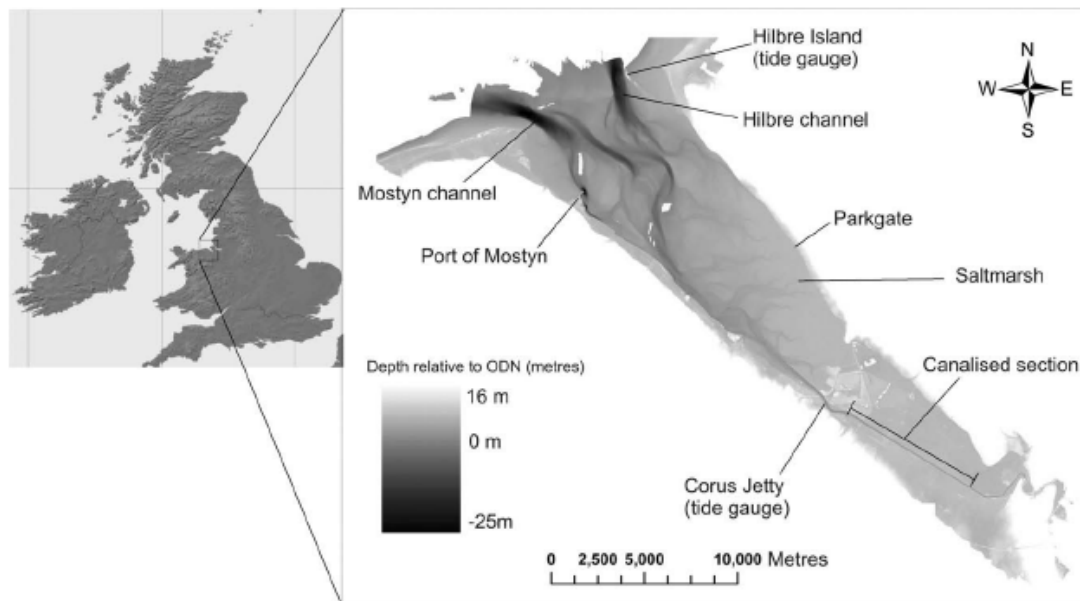 Hilbre Island
(tide gauge)
N
W E
S
Hilbre channel
Mostyn channel
Port of Mostyn
Parkgate
Saltmarsh
Depth relative to ODN (metres)
16 m
0 m
-25m
Canalised section
Corus Jetty
(tide gauge)
0 2,500 5,000 10,000 Metres